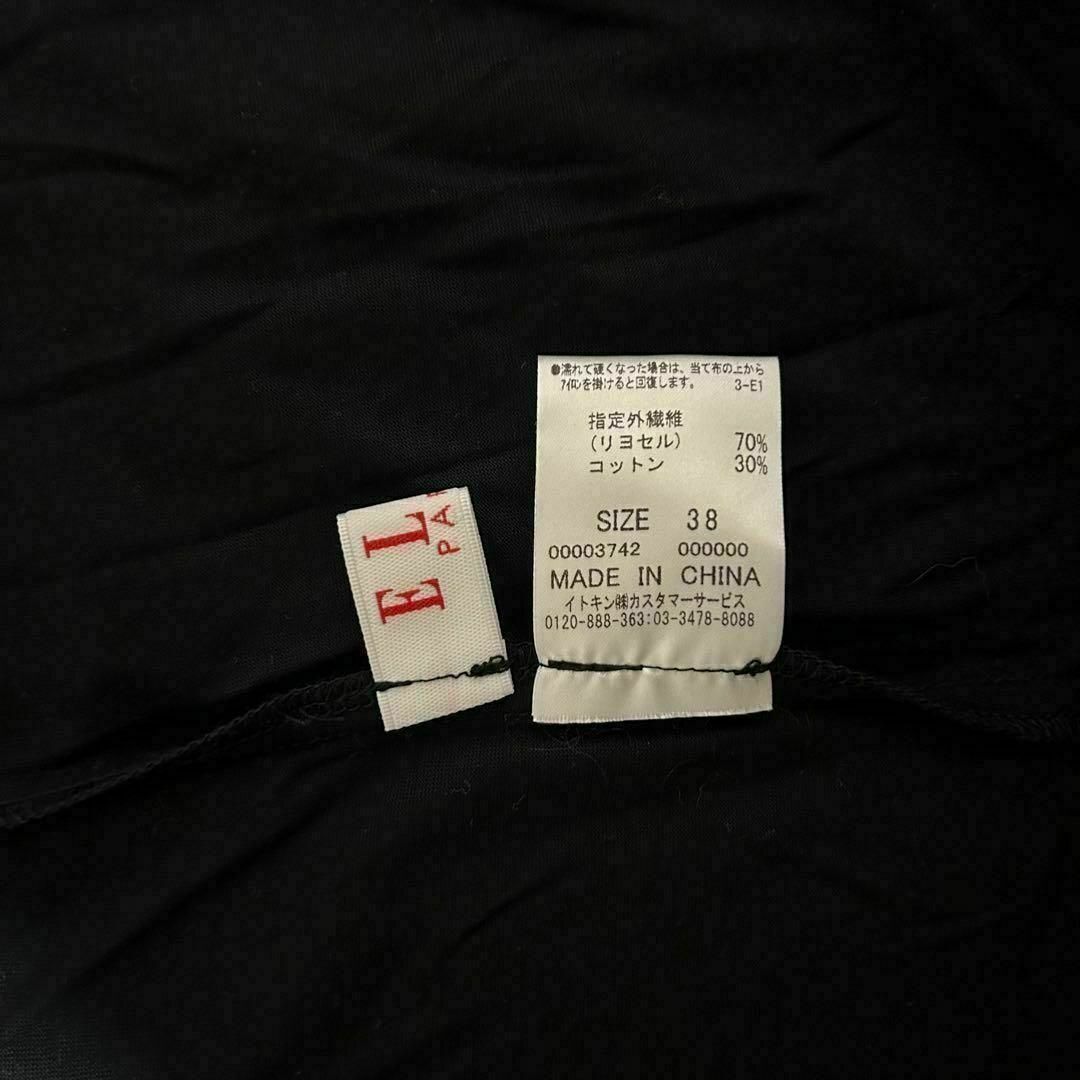 E L
PA
●濡れて硬くなった場合は、当て布の上から
アイロンを掛けると回復します。 3-E1
指定外繊維
(リヨセル) 70%
コットン 30%
SIZE 38
00003742 000000
MADE IN CHINA
イトキン㈱カスタマーサービス
0120-888-363:03-3478-8088